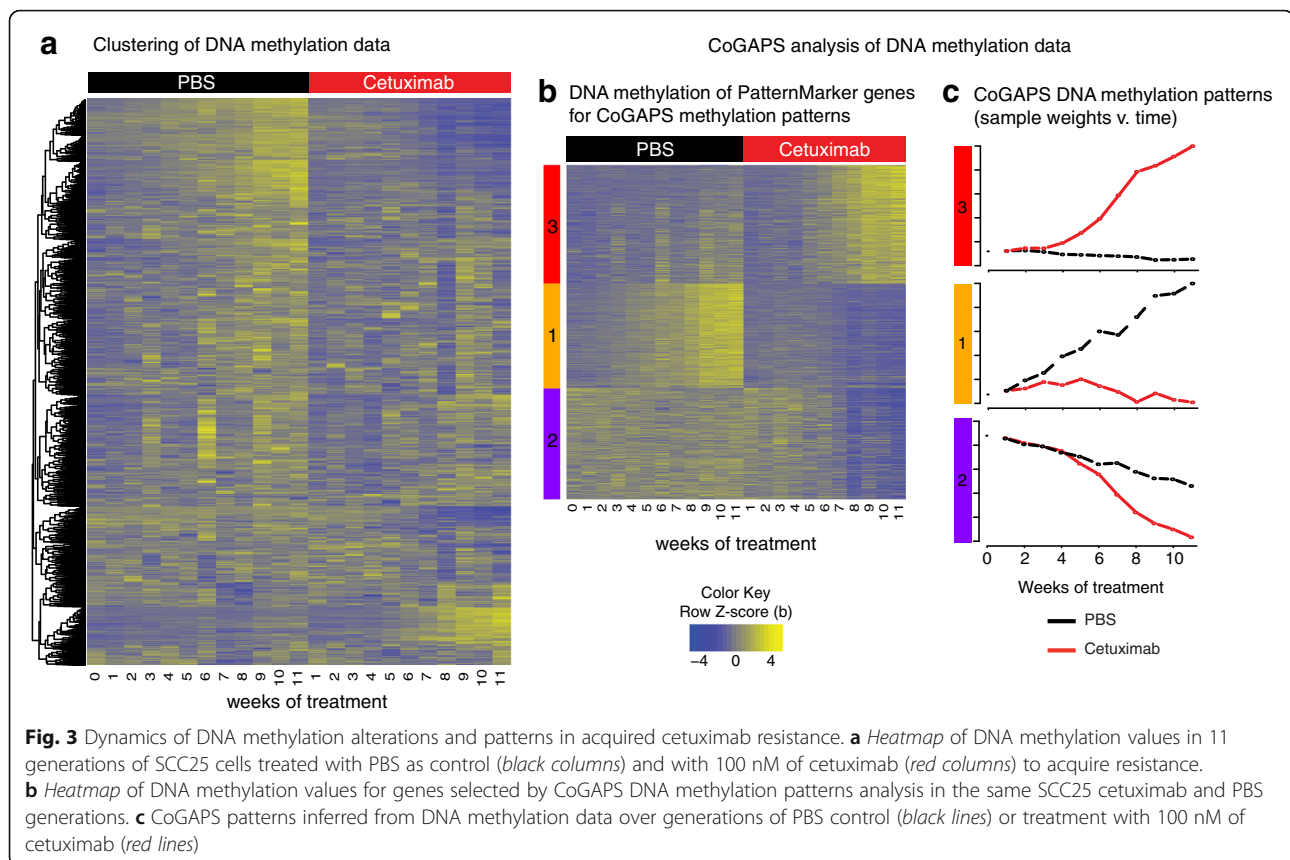 a Clustering of DNA methylation data
CoGAPS analysis of DNA methylation data
PBS Cetuximab
0 1 2 3 4 5 6 7 8 9 10 11 1 2 3 4 5 6 7 8 9 10 11
weeks of treatment
b DNA methylation of PatternMarker genes
for CoGAPS methylation patterns
PBS Cetuximab
3
1
2
0 1 2 3 4 5 6 7 8 9 10 11 1 2 3 4 5 6 7 8 9 10 11
weeks of treatment
Color Key
Row Z-score (b)
−4 0 4
c CoGAPS DNA methylation patterns
(sample weights v. time)
3
1
2
0 2 4 6 8 10
Weeks of treatment
PBS
Cetuximab
Fig. 3 Dynamics of DNA methylation alterations and patterns in acquired cetuximab resistance. a Heatmap of DNA methylation values in 11
generations of SCC25 cells treated with PBS as control (black columns) and with 100 nM of cetuximab (red columns) to acquire resistance.
b Heatmap of DNA methylation values for genes selected by CoGAPS DNA methylation patterns analysis in the same SCC25 cetuximab and PBS
generations. c CoGAPS patterns inferred from DNA methylation data over generations of PBS control (black lines) or treatment with 100 nM of
cetuximab (red lines)